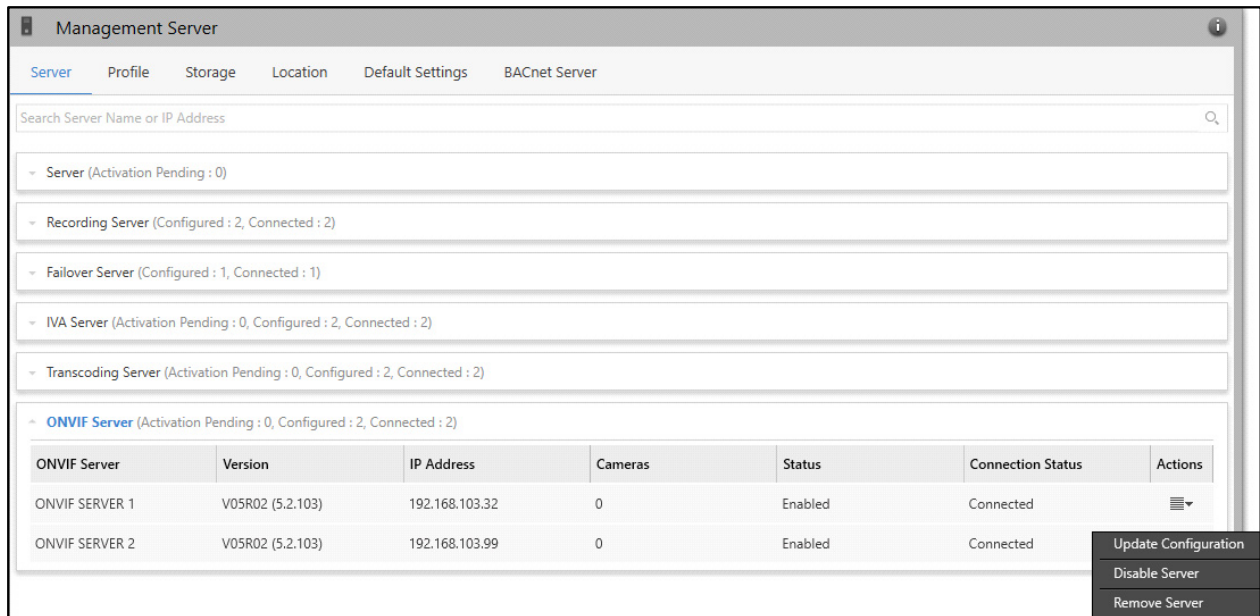 Management Server
Server Profile Storage Location Default Settings BACnet Server
Search Server Name or IP Address
Server (Activation Pending : 0)
Recording Server (Configured : 2, Connected : 2)
Failover Server (Configured : 1, Connected : 1)
IVA Server (Activation Pending : 0, Configured : 2, Connected : 2)
Transcoding Server (Activation Pending : 0, Configured : 2, Connected : 2)
ONVIF Server (Activation Pending : 0, Configured : 2, Connected : 2)
ONVIF Server Version IP Address Cameras Status Connection Status Actions
ONVIF SERVER 1 V05R02 (5.2.103) 192.168.103.32 0 Enabled Connected
ONVIF SERVER 2 V05R02 (5.2.103) 192.168.103.99 0 Enabled Connected
Update Configuration
Disable Server
Remove Server